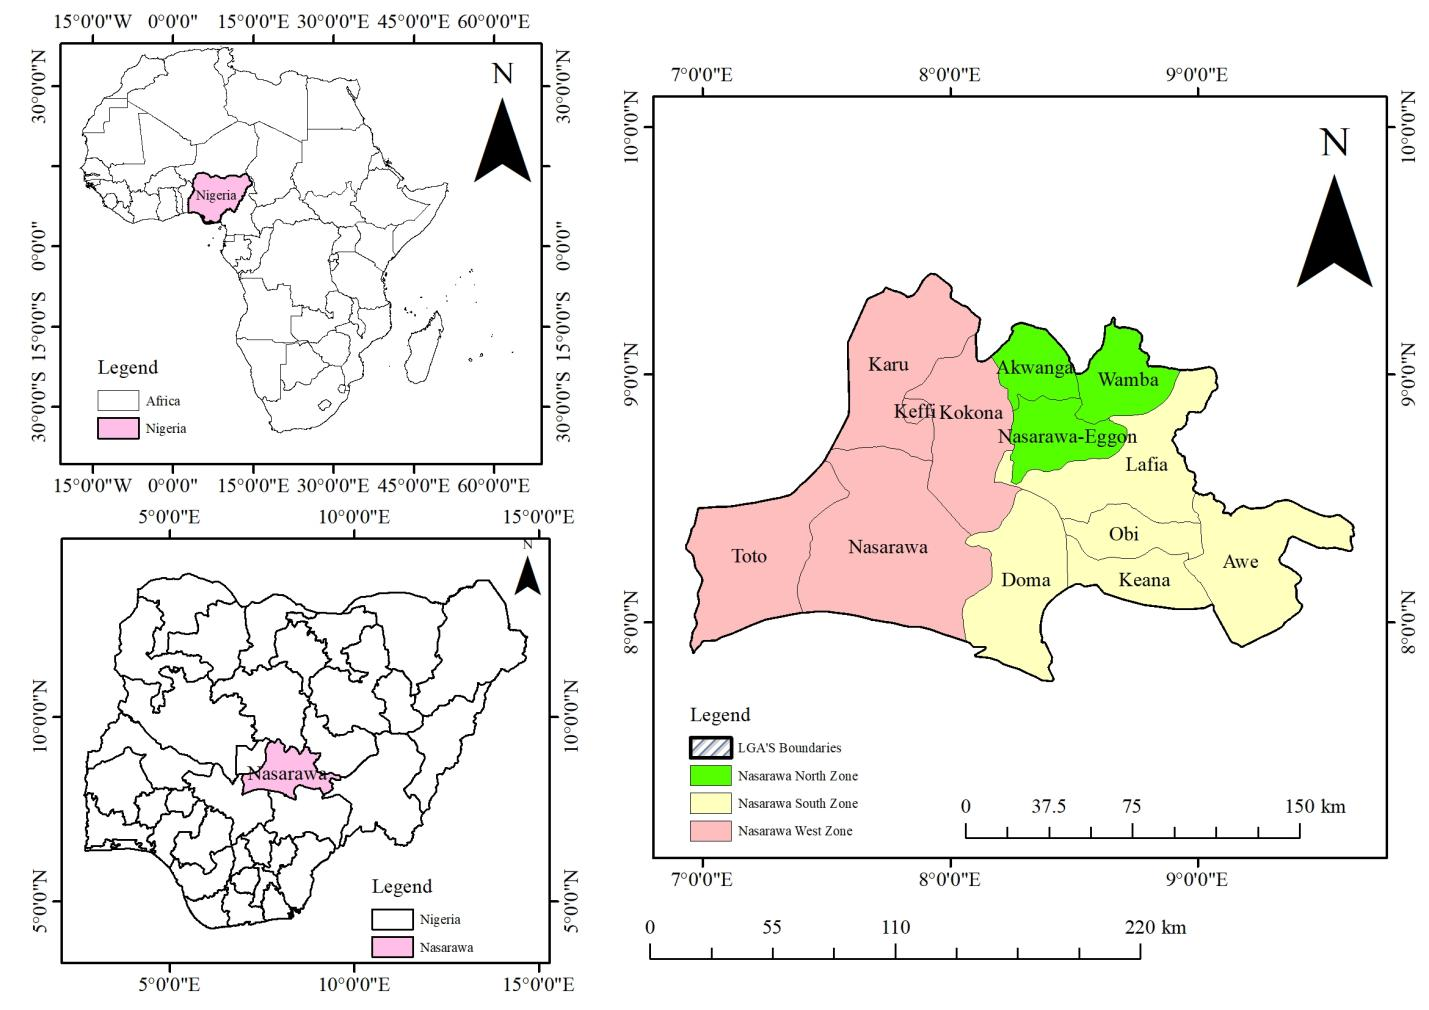 15°0'0"W 0°0'0" 15°0'0"E 30°0'0"E 45°0'0"E 60°0'0"E
30°0'0"N
0°0'0"
15°0'0"S
30°0'0"S
N
30°0'0"N
0°0'0"
15°0'0"S
30°0'0"S
Nigeria
Legend
Africa
Nigeria
15°0'0"W 0°0'0" 15°0'0"E 30°0'0"E 45°0'0"E 60°0'0"E
5°0'0"E 10°0'0"E 15°0'0"E
N
10°0'0"N
5°0'0"N
10°0'0"N
5°0'0"N
Nasarawa
Legend
Nigeria
Nasarawa
5°0'0"E 10°0'0"E 15°0'0"E
7°0'0"E 8°0'0"E 9°0'0"E
10°0'0"N
9°0'0"N
8°0'0"N
10°0'0"N
9°0'0"N
8°0'0"N
N
Karu
Akwanga
Wamba
Keffi
Kokona
Nasarawa-Eggon
Lafia
Obi
Toto
Nasarawa
Doma
Keana
Awe
Legend
LGA'S Boundaries
Nasarawa North Zone
Nasarawa South Zone
Nasarawa West Zone
0 37.5 75 150 km
7°0'0"E 8°0'0"E 9°0'0"E
0 55 110 220 km